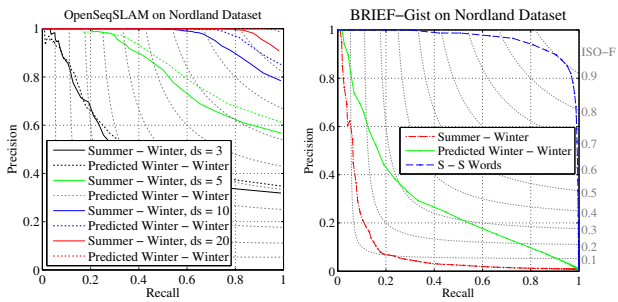 OpenSeqSLAM on Nordland Dataset
1
0.8
0.6
0.4
0.2
0
Precision
Summer − Winter, ds = 3
Predicted Winter − Winter
Summer − Winter, ds = 5
Predicted Winter − Winter
Summer − Winter, ds = 10
Predicted Winter − Winter
Summer − Winter, ds = 20
Predicted Winter − Winter
0 0.2 0.4 0.6 0.8 1
Recall
BRIEF−Gist on Nordland Dataset
1
0.8
0.6
0.4
0.2
0
Precision
Summer − Winter
Predicted Winter − Winter
S − S Words
ISO−F
0.9
0.8
0.7
0.6
0.5
0.4
0.3
0.2
0.1
0 0.2 0.4 0.6 0.8 1
Recall